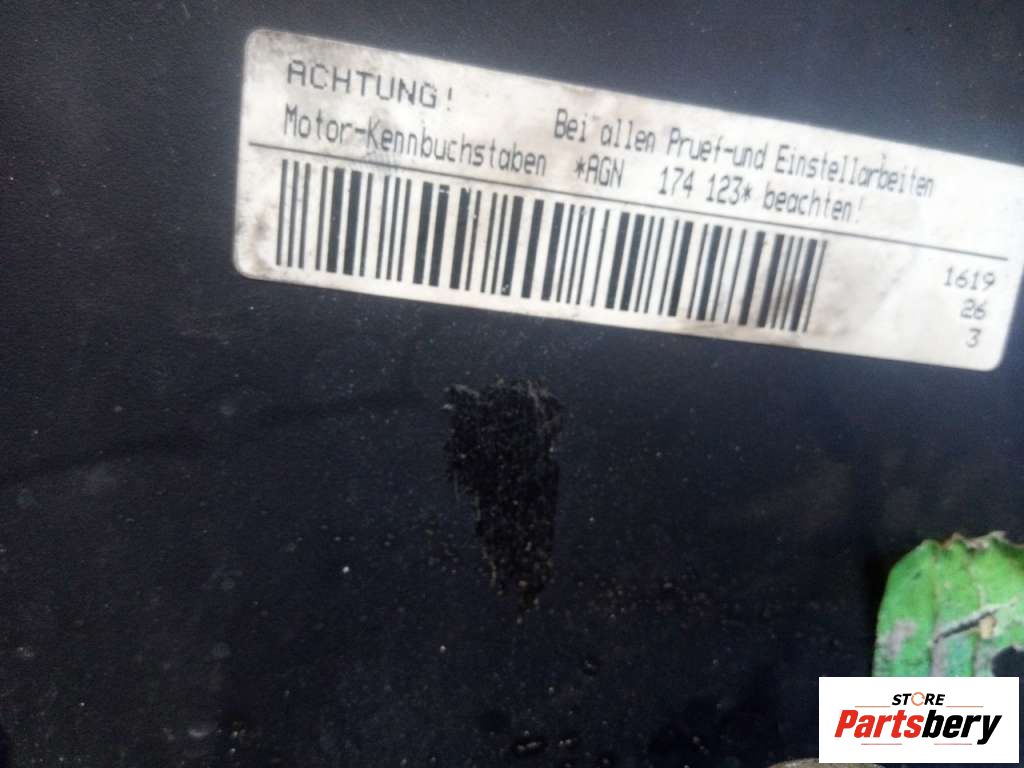 ACHTUNG! Bei allen Pruef-und Einstellarbeiten
Motor-Kennbuchstaben *AGN 174 123* beachten!
1619
26
3
STORE
Partsbery